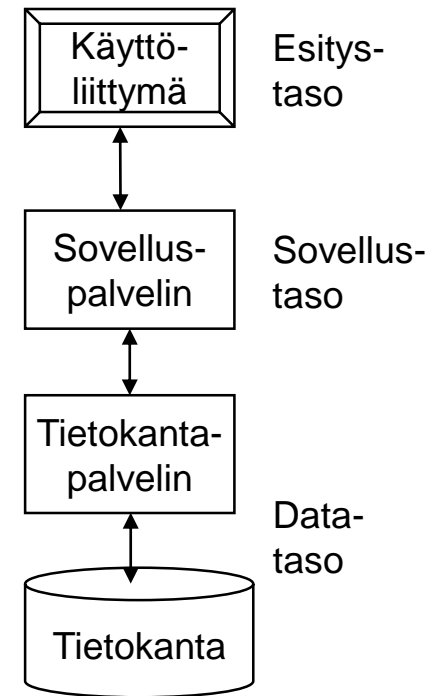 Käyttö-
liittymä
Esitys-
taso
Sovellus-
palvelin
Sovellus-
taso
Tietokanta-
palvelin
Data-
taso
Tietokanta